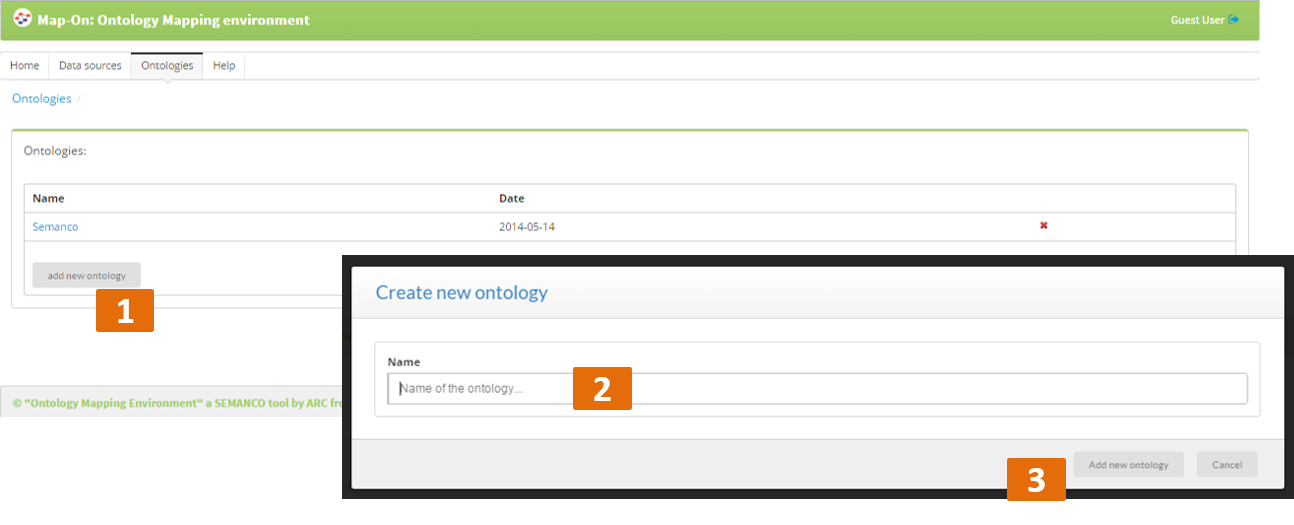 Map-On: Ontology Mapping environment
Guest User
Home Data sources Ontologies Help
Ontologies /
Ontologies:
Name Date
Semanco 2014-05-14
add new ontology
1
Create new ontology
Name
Name of the ontology...
2
© "Ontology Mapping Environment" a SEMANCO tool by ARC
Add new ontology Cancel
3